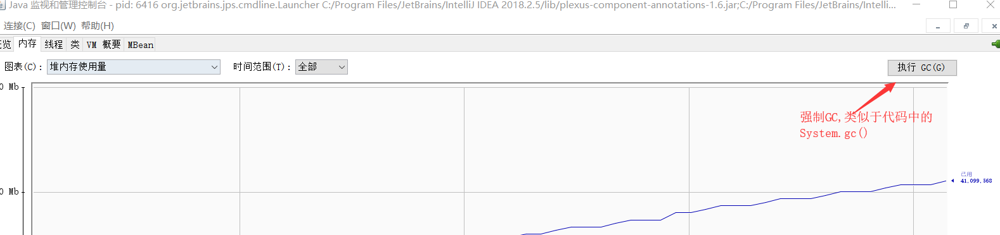 Java 监视和管理控制台 - pid: 6416 org.jetbrains.jps.cmdline.Launcher C:/Program Files/JetBrains/IntelliJ IDEA 2018.2.5/lib/plexus-component-annotations-1.6.jar;C:/Program Files/JetBrains/Intelli...
连接(C) 窗口(W) 帮助(H)
览 内存 线程 类 VM 概要 MBean
图表(C): 堆内存使用量 时间范围(T): 全部 执行 GC(G)
0 Mb
强制GC,类似于代码中的
System.gc()
已用
41,099,568
0 Mb